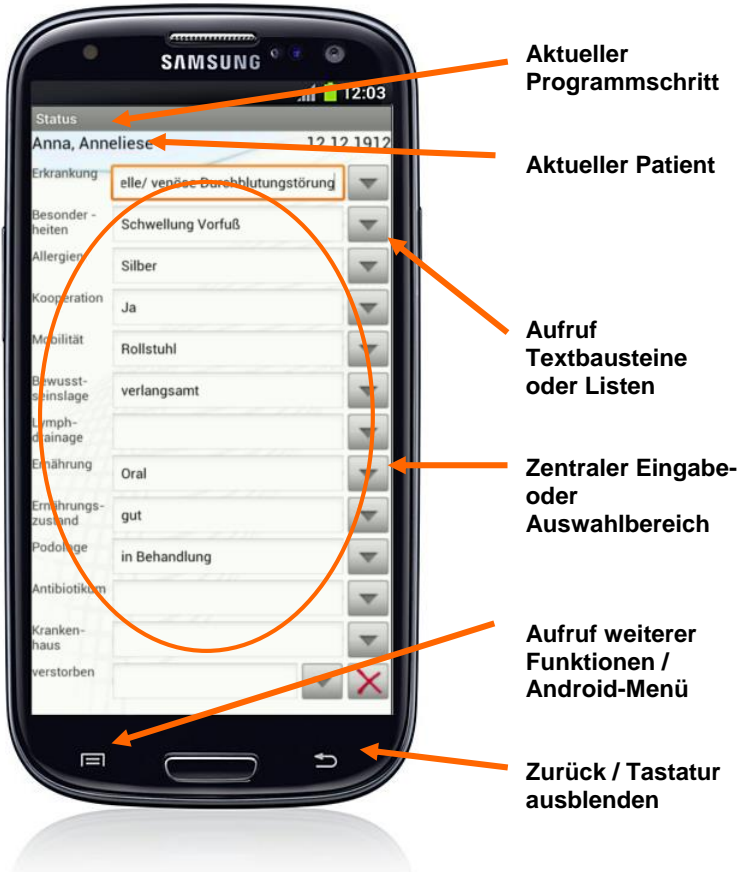 SAMSUNG
12:03
Status
Anna, Anneliese 12.12.1912
Erkrankung elle/ venöse Durchblutungstörung
Besonder -
heiten
Schwellung Vorfuß
Allergien Silber
Kooperation Ja
Mobilität Rollstuhl
Bewusst-
seinslage
verlangsamt
Lymph-
drainage
Ernährung Oral
Ernährungs-
zustand
gut
Podologe in Behandlung
Antibiotikum
Kranken-
haus
verstorben
Aktueller
Programmschritt
Aktueller Patient
Aufruf
Textbausteine
oder Listen
Zentraler Eingabe-
oder
Auswahlbereich
Aufruf weiterer
Funktionen /
Android-Menü
Zurück / Tastatur
ausblenden